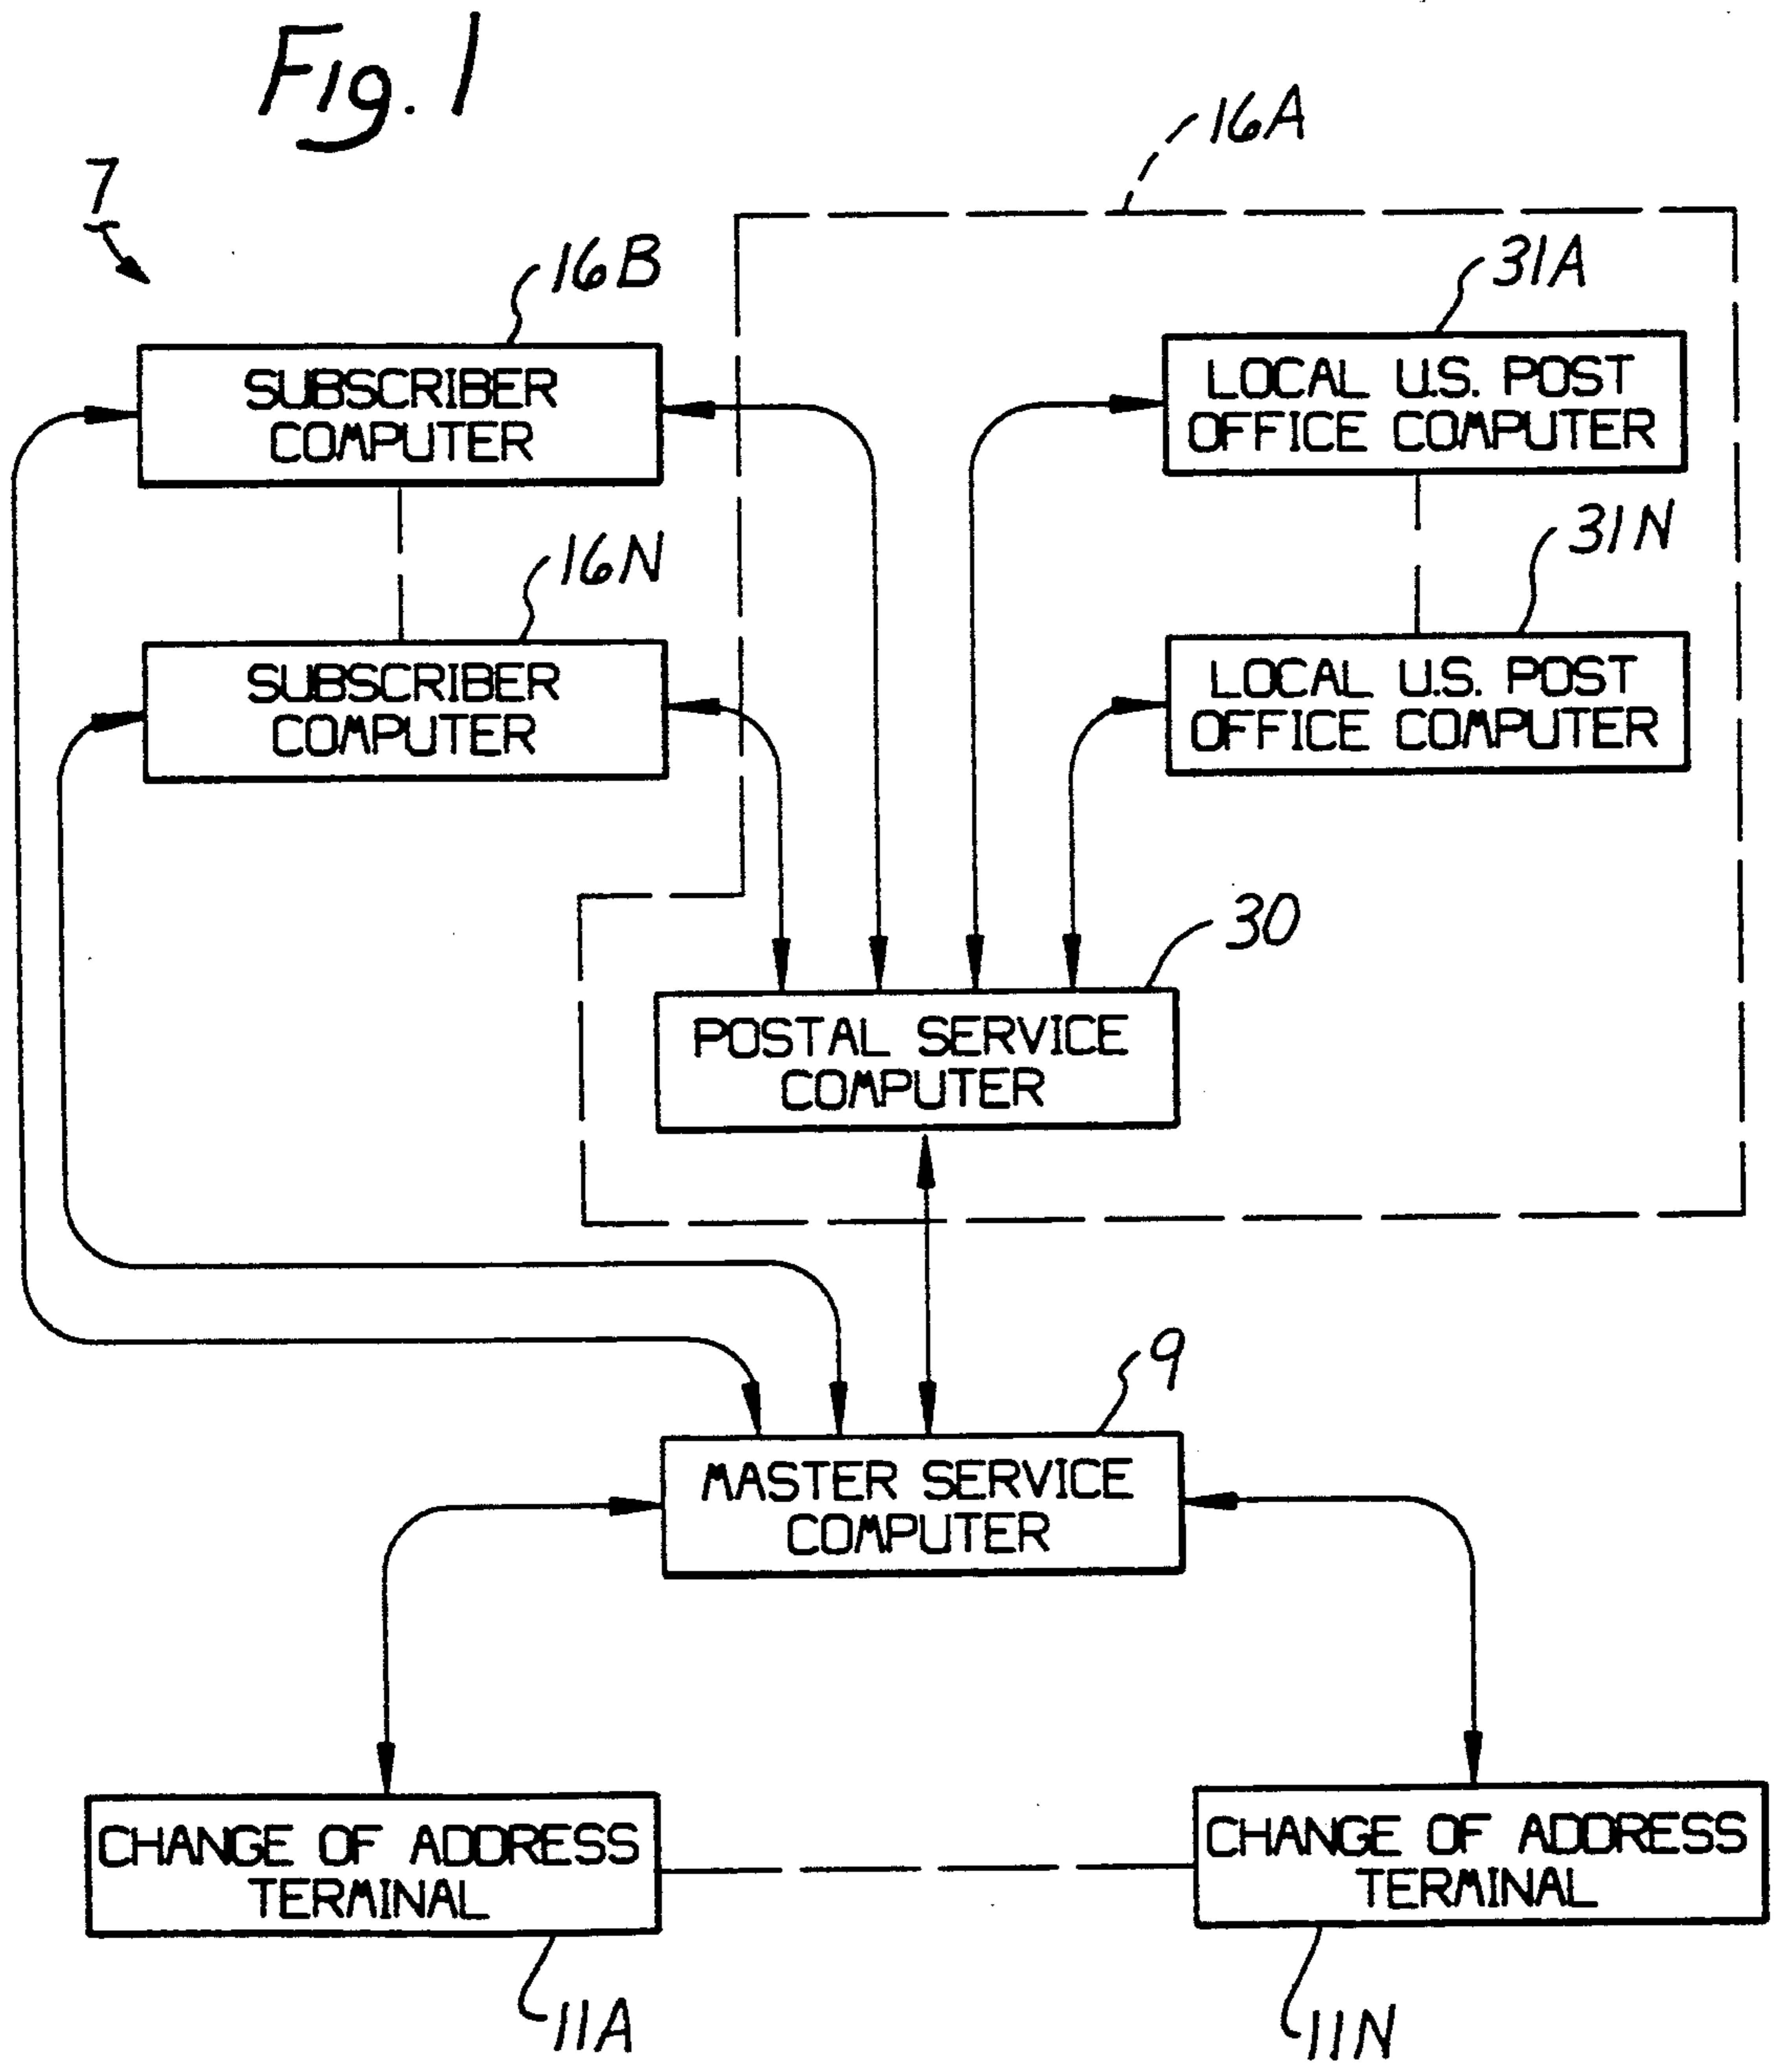 Fig. 1
7
16A
16B
31A
SUBSCRIBER
COMPUTER
LOCAL U.S. POST
OFFICE COMPUTER
16N
31N
SUBSCRIBER
COMPUTER
LOCAL U.S. POST
OFFICE COMPUTER
30
POSTAL SERVICE
COMPUTER
9
MASTER SERVICE
COMPUTER
CHANGE OF ADDRESS
TERMINAL
CHANGE OF ADDRESS
TERMINAL
11A
11N